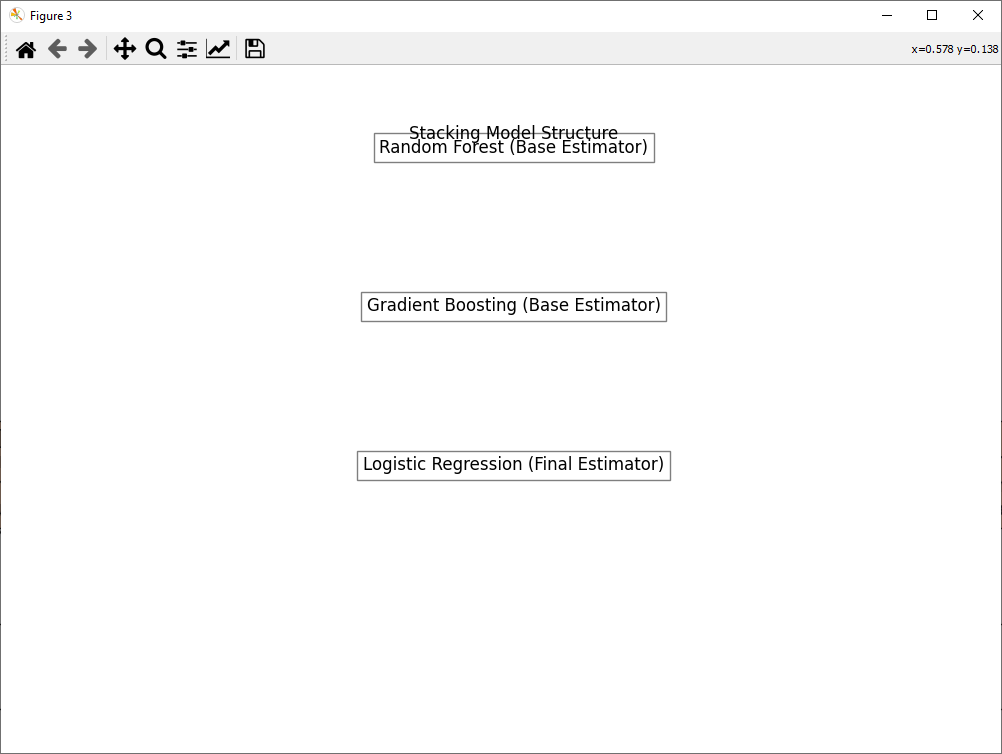 Figure 3
x=0.578 y=0.138
Stacking Model Structure
Random Forest (Base Estimator)
Gradient Boosting (Base Estimator)
Logistic Regression (Final Estimator)